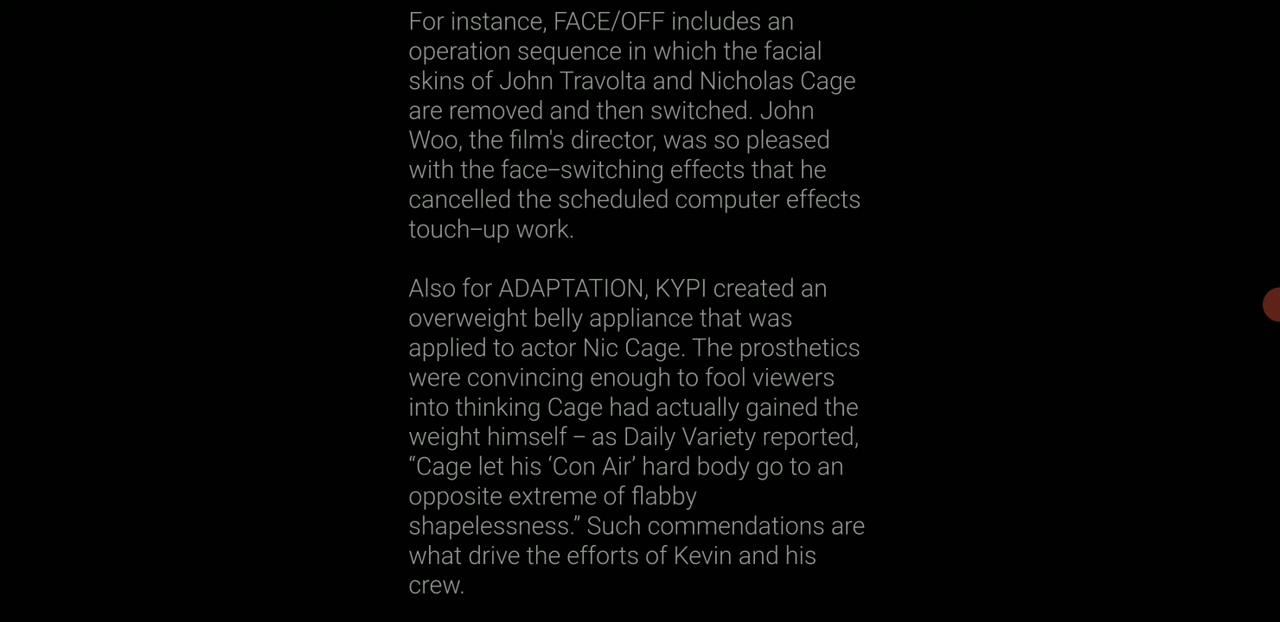 For instance, FACE/OFF includes an
operation sequence in which the facial
skins of John Travolta and Nicholas Cage
are removed and then switched. John
Woo, the film's director, was so pleased
with the face–switching effects that he
cancelled the scheduled computer effects
touch–up work.
Also for ADAPTATION, KYPI created an
overweight belly appliance that was
applied to actor Nic Cage. The prosthetics
were convincing enough to fool viewers
into thinking Cage had actually gained the
weight himself – as Daily Variety reported,
“Cage let his ‘Con Air’ hard body go to an
opposite extreme of flabby
shapelessness.” Such commendations are
what drive the efforts of Kevin and his
crew.